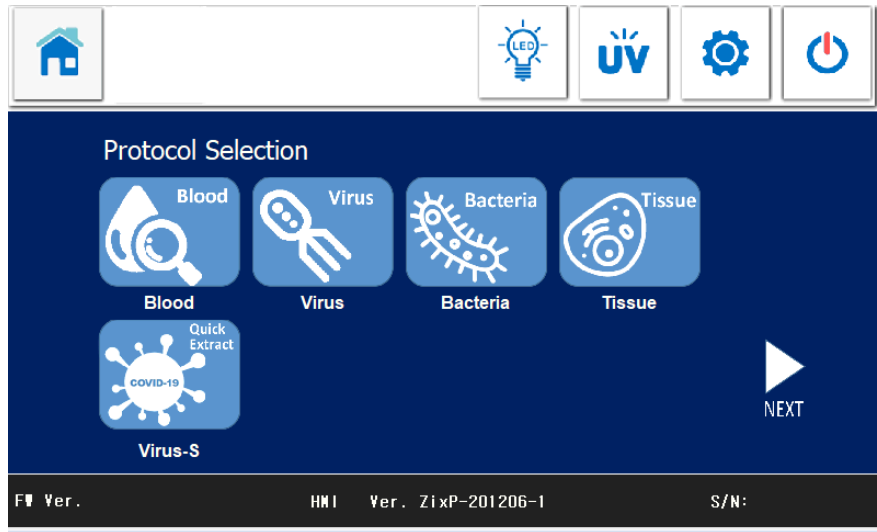 LED
UV
Protocol Selection
Blood Virus Bacteria Tissue
Blood Virus Bacteria Tissue
Quick
Extract
COVID-19
Virus-S
NEXT
FW Ver. HMI Ver. ZixP-201206-1 S/N: